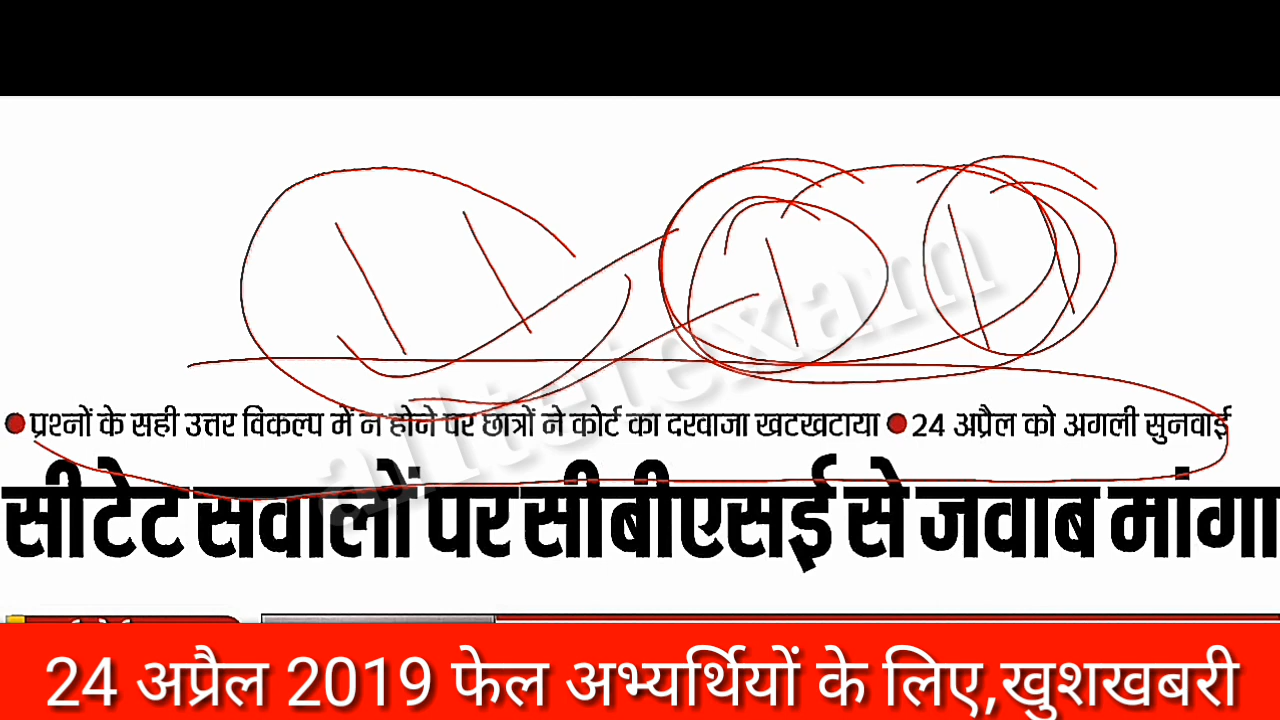 alltetexam
●प्रश्नों के सही उत्तर विकल्प में न होने पर छात्रों ने कोर्ट का दरवाजा खटखटाया ●24 अप्रैल को अगली सुनवाई
सीटेट सवालों पर सीबीएसई से जवाब मांगा
24 अप्रैल 2019 फेल अभ्यर्थियों के लिए,खुशखबरी